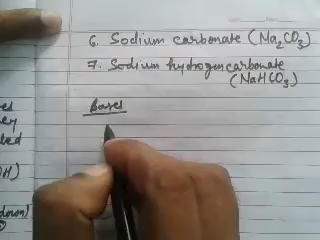 6. Sodium carbonate (Na2CO3)
7. Sodium hydrogencarbonate
(NaHCO3)
Bases